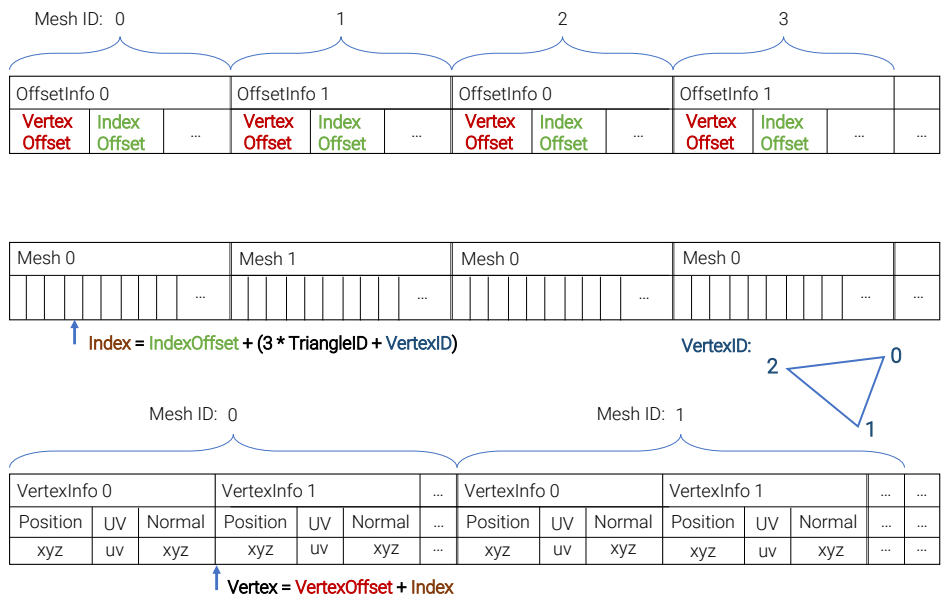 Mesh ID: 0 1 2 3
OffsetInfo 0 OffsetInfo 1 OffsetInfo 0 OffsetInfo 1
Vertex Index Vertex Index Vertex Index Vertex Index
Offset Offset ... Offset Offset ... Offset Offset ... Offset Offset ... ...
Mesh 0 Mesh 1 Mesh 0 Mesh 0
... ... ... ... ...
Index = IndexOffset + (3 * TriangleID + VertexID)
VertexID:
0
2
1
Mesh ID: 0 Mesh ID: 1
VertexInfo 0 VertexInfo 1 ... VertexInfo 0 VertexInfo 1 ... ...
Position UV Normal Position UV Normal ... Position UV Normal Position UV Normal ... ...
xyz uv xyz xyz uv xyz ... xyz uv xyz xyz uv xyz ... ...
Vertex = VertexOffset + Index